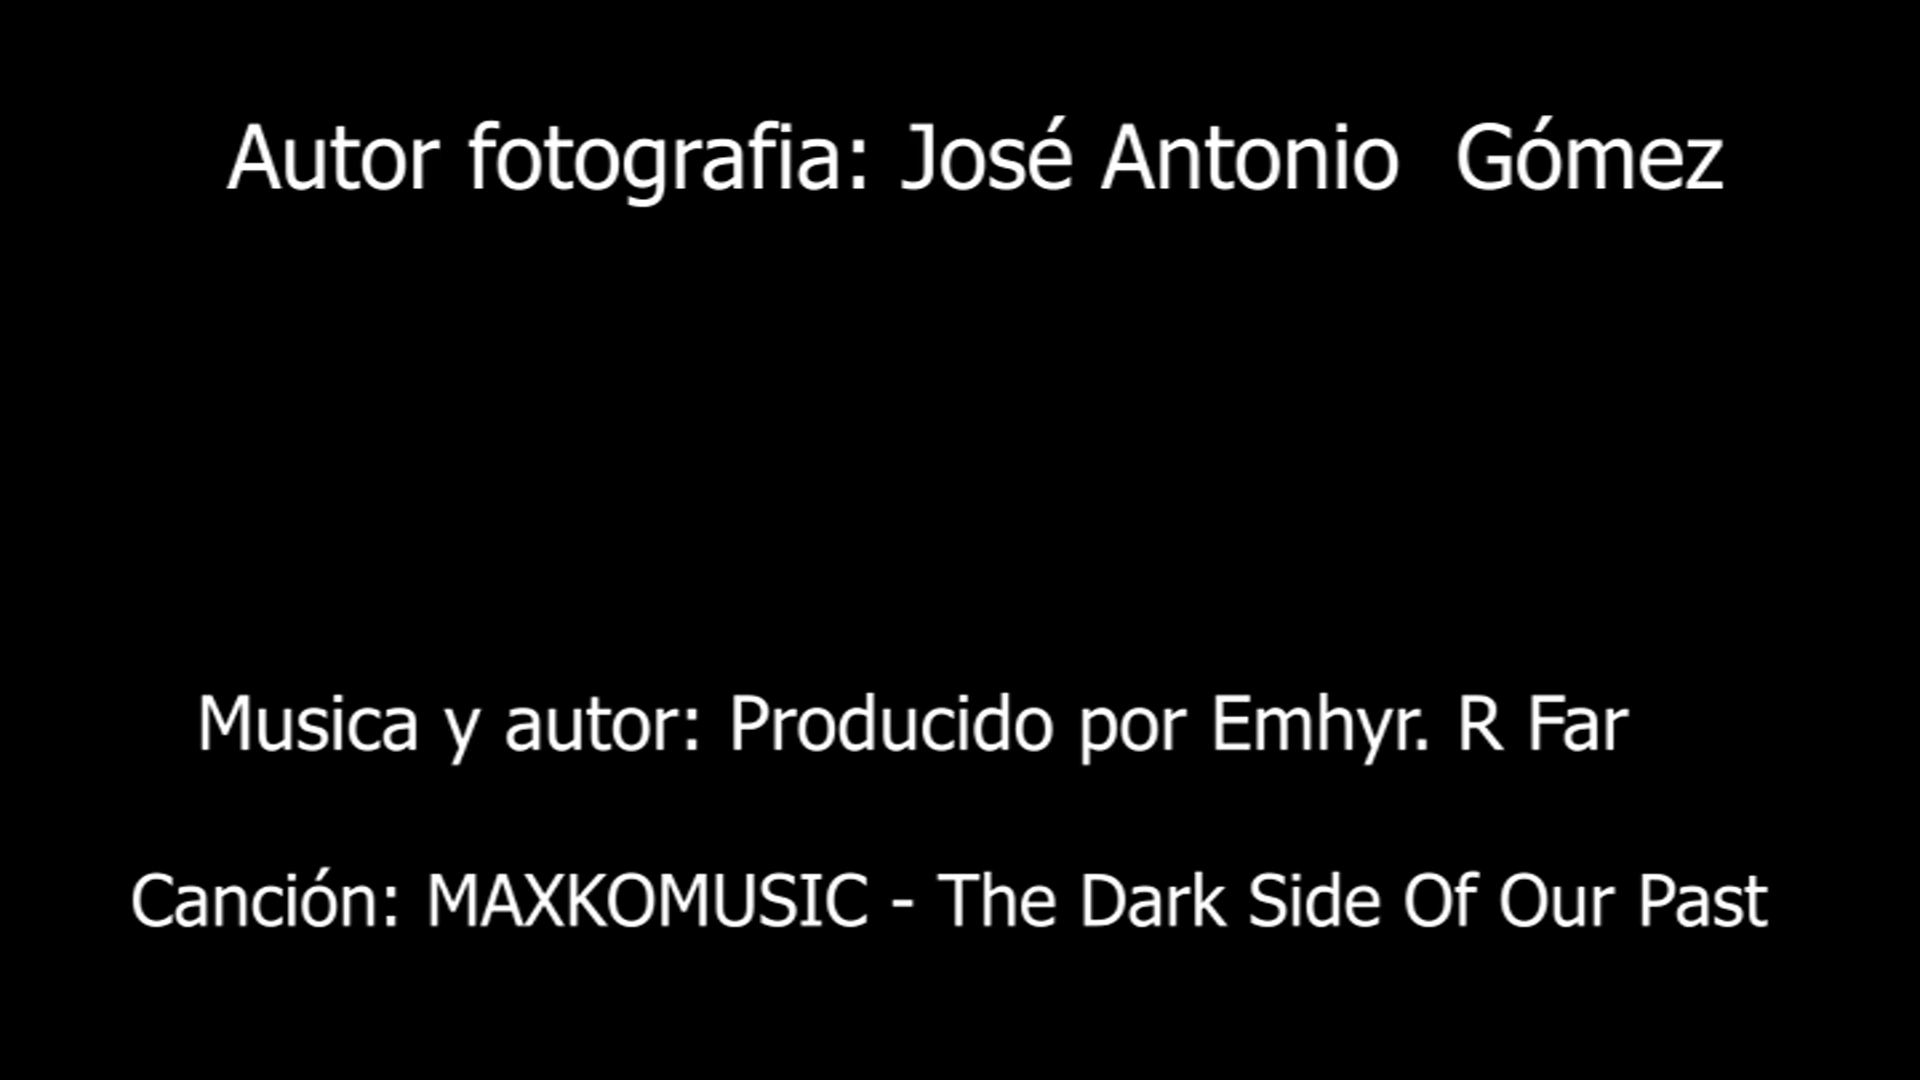 Autor fotografia: José Antonio  Gómez
Musica y autor: Producido por Emhyr. R Far
Canción: MAXKOMUSIC - The Dark Side Of Our Past